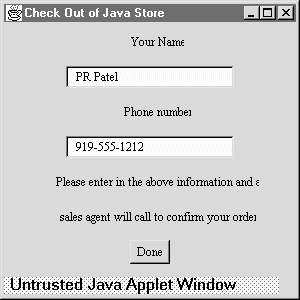 Check Out of Java Store
Your Name
PR Patel
Phone number
919-555-1212
Please enter in the above information and a
sales agent will call to confirm your order
Done
Untrusted Java Applet Window